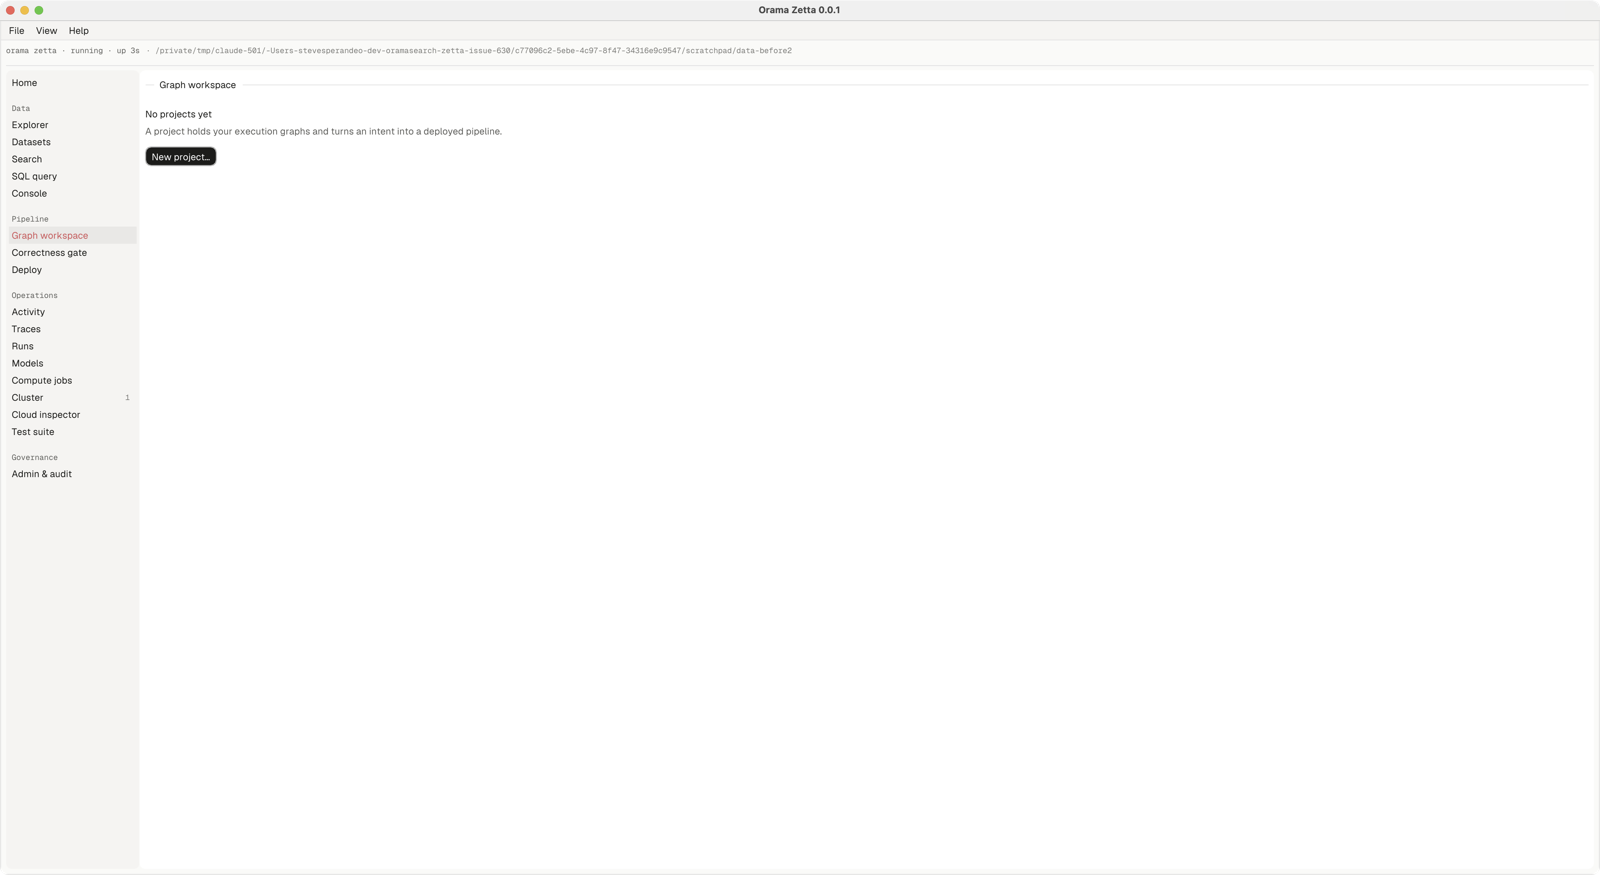 Orama Zetta 0.0.1
File View Help
orama zetta · running · up 3s · /private/tmp/claude-501/-Users-stevesperandeo-dev-oramasearch-zetta-issue-630/c77096c2-5ebe-4c97-8f47-34316e9c9547/scratchpad/data-before2
Home
Data
Explorer
Datasets
Search
SQL query
Console
Pipeline
Graph workspace
Correctness gate
Deploy
Operations
Activity
Traces
Runs
Models
Compute jobs
Cluster 1
Cloud inspector
Test suite
Governance
Admin & audit
Graph workspace
No projects yet
A project holds your execution graphs and turns an intent into a deployed pipeline.
New project…